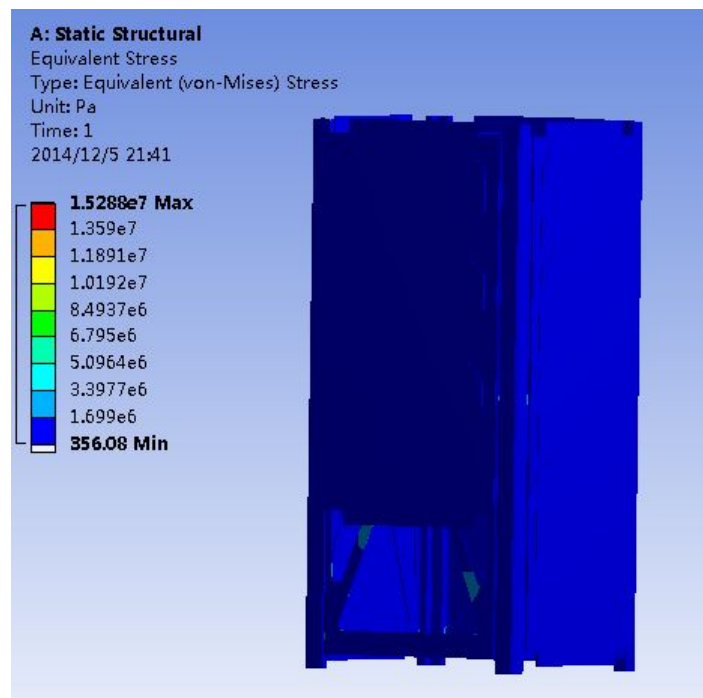 A: Static Structural
Equivalent Stress
Type: Equivalent (von-Mises) Stress
Unit: Pa
Time: 1
2014/12/5 21:41
1.5288e7 Max
1.359e7
1.1891e7
1.0192e7
8.4937e6
6.795e6
5.0964e6
3.3977e6
1.699e6
356.08 Min